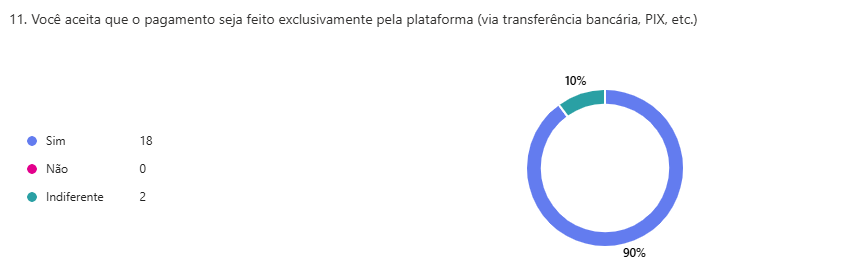 11. Você aceita que o pagamento seja feito exclusivamente pela plataforma (via transferência bancária, PIX, etc.)
10%
Sim 18
Não 0
Indiferente 2
90%